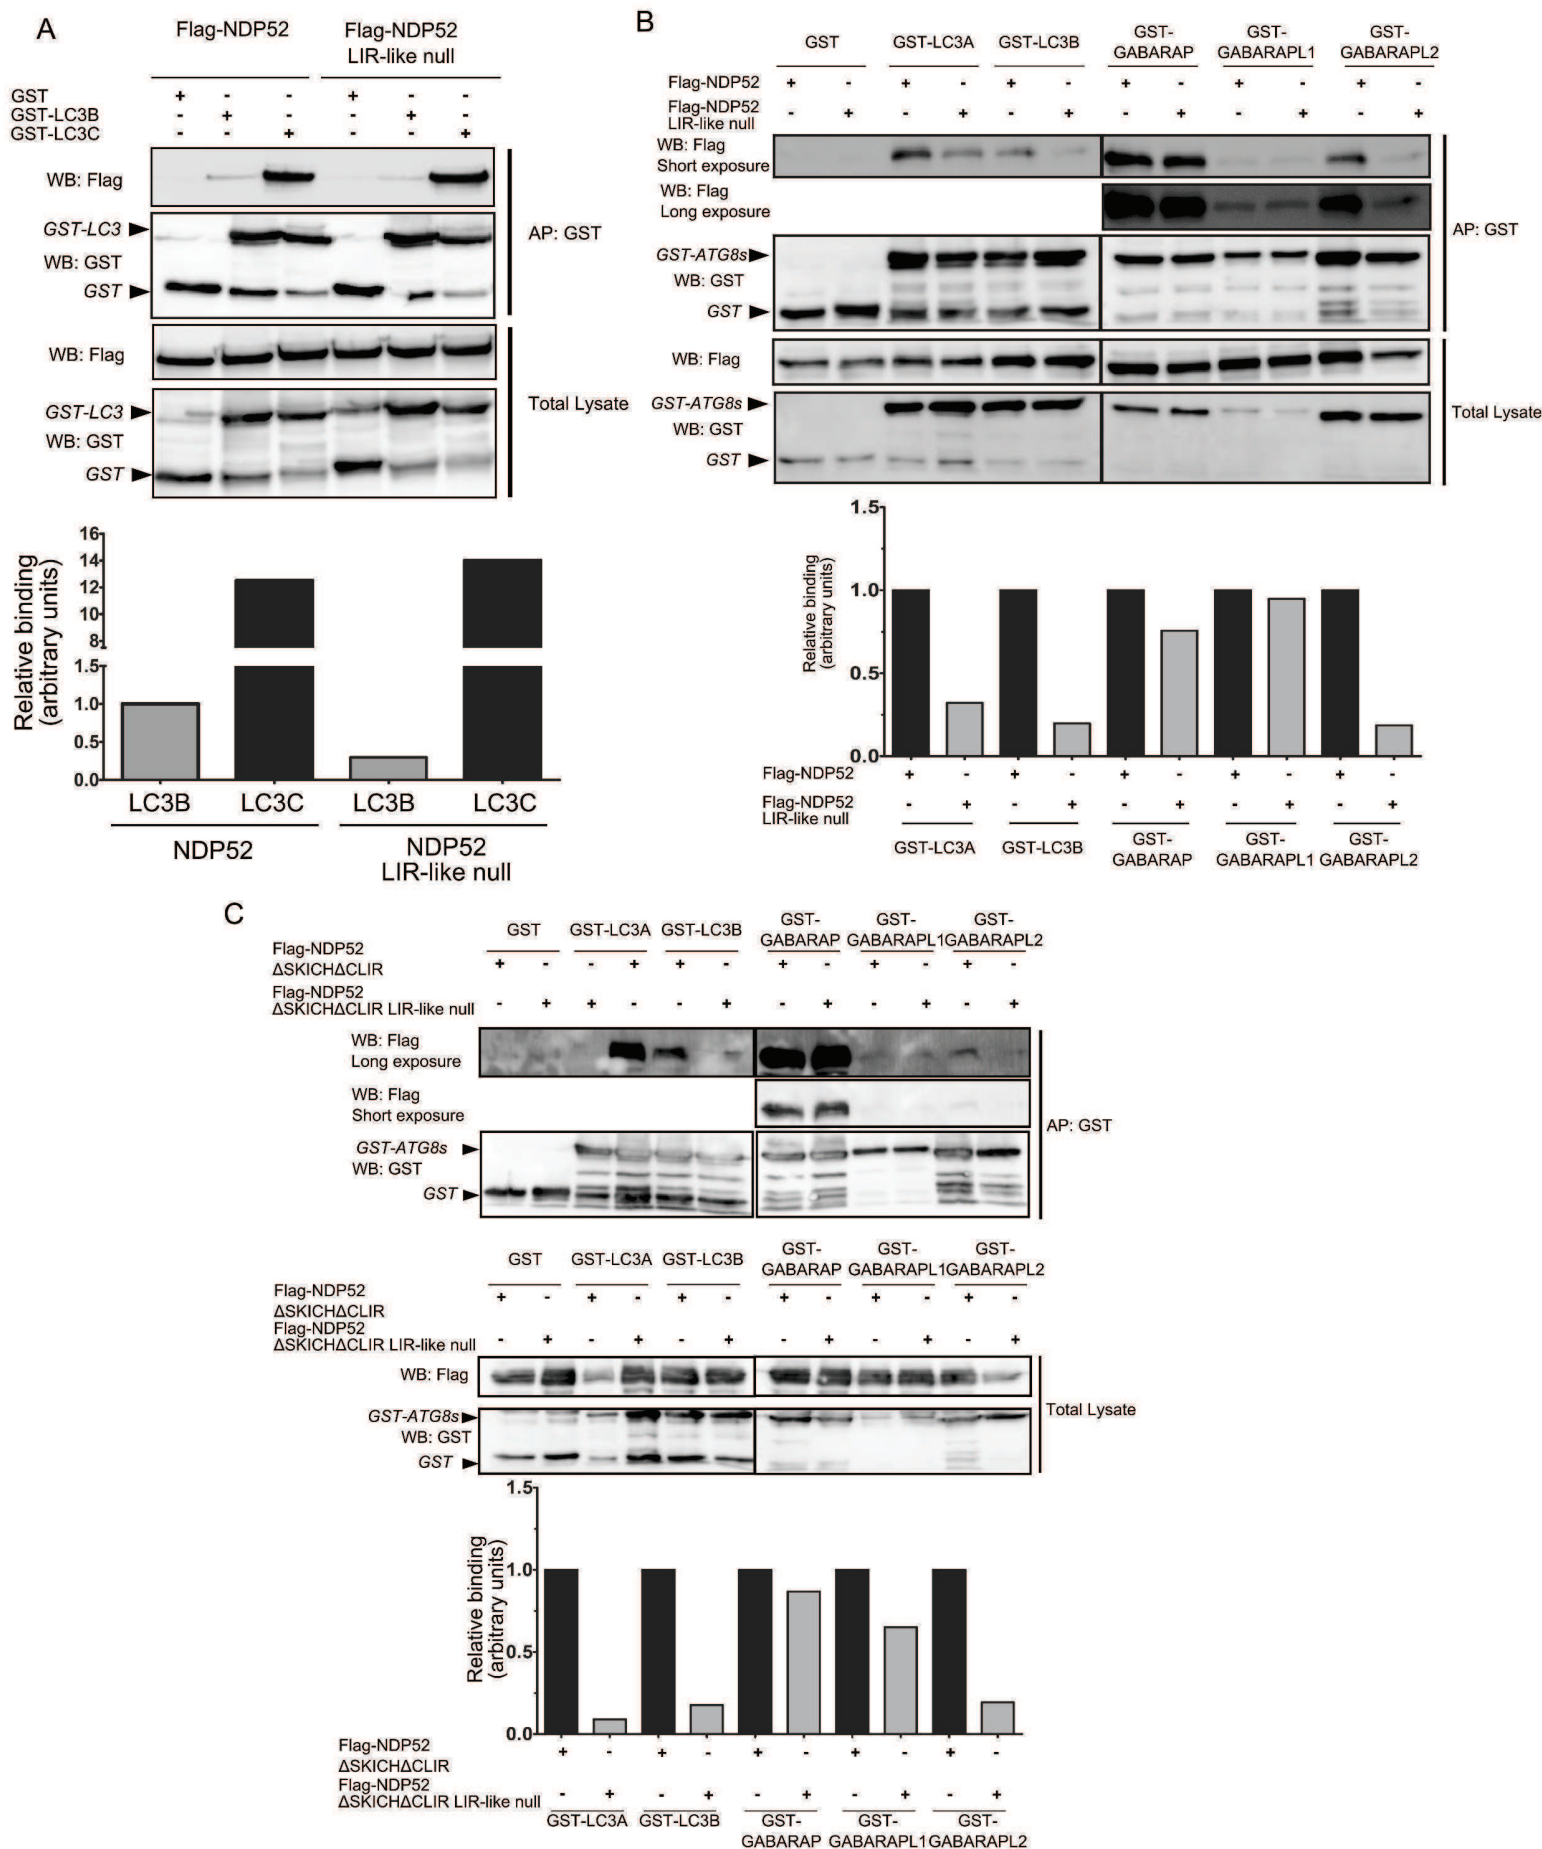 A
Flag-NDP52
Flag-NDP52
LIR-like null
GST + - - + - -
GST-LC3B - + - - + -
GST-LC3C - - + - - +
WB: Flag
GST-LC3
WB: GST
GST
AP: GST
WB: Flag
GST-LC3
WB: GST
GST
Total Lysate
Relative binding
(arbitrary units)
16
14
12
10
8
1.5
1.0
0.5
0.0
LC3B LC3C LC3B LC3C
NDP52 NDP52
LIR-like null
B
GST GST-LC3A GST-LC3B GST-
GABARAP GST-
GABARAPL1 GST-
GABARAPL2
Flag-NDP52 + - + - + - + - + - + -
Flag-NDP52
LIR-like null - + - + - + - + - + - +
WB: Flag
Short exposure
WB: Flag
Long exposure
GST-ATG8s
WB: GST
GST
AP: GST
WB: Flag
GST-ATG8s
WB: GST
GST
Total Lysate
Relative binding
(arbitrary units)
1.5
1.0
0.5
0.0
Flag-NDP52 + - + - + - + - + -
Flag-NDP52
LIR-like null - + - + - + - + - +
GST-LC3A GST-LC3B GST-
GABARAP GST-
GABARAPL1 GST-
GABARAPL2
C
GST GST-LC3A GST-LC3B GST-
GABARAP GST-
GABARAPL1 GST-
GABARAPL2
Flag-NDP52
ΔSKICHΔCLIR + - - + + - + - + - + -
Flag-NDP52
ΔSKICHΔCLIR LIR-like null - + + - - + - + - + - +
WB: Flag
Long exposure
WB: Flag
Short exposure
GST-ATG8s
WB: GST
GST
AP: GST
GST GST-LC3A GST-LC3B GST-
GABARAP GST-
GABARAPL1 GST-
GABARAPL2
Flag-NDP52
ΔSKICHΔCLIR + - + - + - + - + - + -
Flag-NDP52
ΔSKICHΔCLIR LIR-like null - + - + - + - + - + - +
WB: Flag
GST-ATG8s
WB: GST
GST
Total Lysate
Relative binding
(arbitrary units)
1.5
1.0
0.5
0.0
Flag-NDP52
ΔSKICHΔCLIR + - + - + - + - + -
Flag-NDP52
ΔSKICHΔCLIR LIR-like null - + - + - + - + - +
GST-LC3A GST-LC3B GST-
GABARAP GST-
GABARAPL1 GST-
GABARAPL2